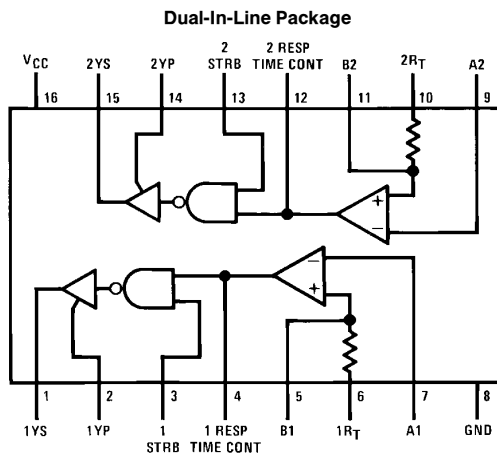 Dual-In-Line Package
VCC 2YS 2YP 2 STRB 2 RESP TIME CONT B2 2RT A2
16 15 14 13 12 11 10 9
+
−
−
+
1 2 3 4 5 6 7 8
1YS 1YP 1 STRB 1 RESP TIME CONT B1 1RT A1 GND